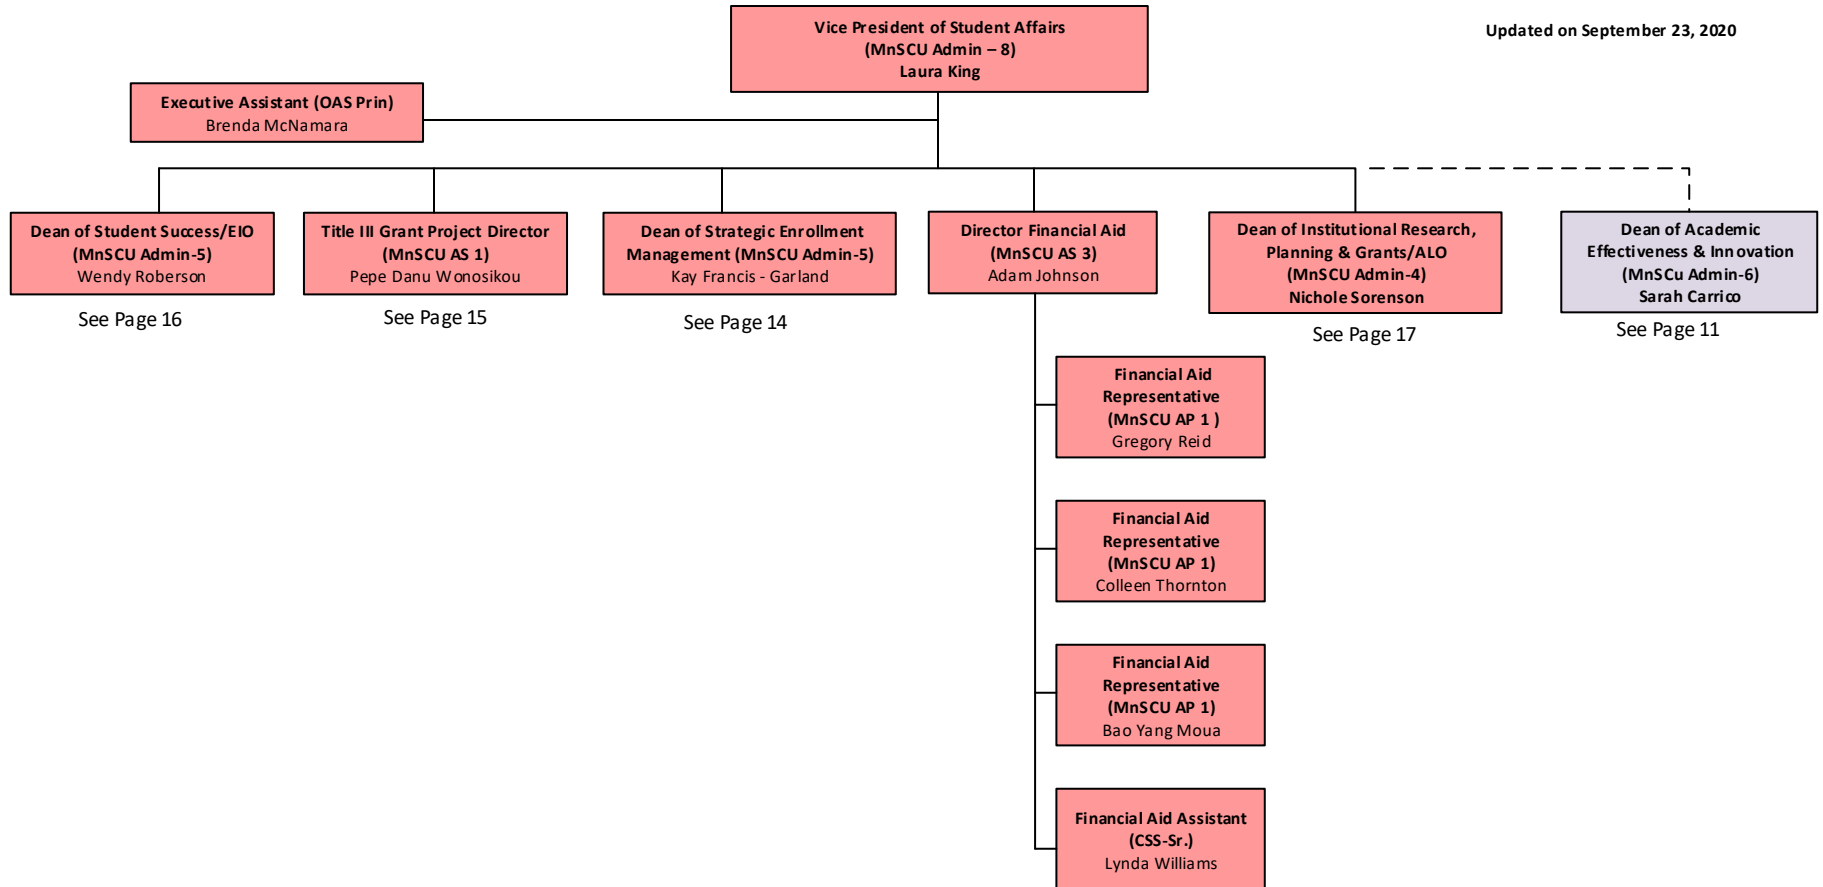 Vice President of Student Affairs
(MnSCU Admin – 8)
Laura King
Updated on September 23, 2020
Executive Assistant (OAS Prin)
Brenda McNamara
Dean of Student Success/EIO
(MnSCU Admin-5)
Wendy Roberson
See Page 16
Title III Grant Project Director
(MnSCU AS 1)
Pepe Danu Wonosikou
See Page 15
Dean of Strategic Enrollment
Management (MnSCU Admin-5)
Kay Francis - Garland
See Page 14
Director Financial Aid
(MnSCU AS 3)
Adam Johnson
Dean of Institutional Research,
Planning & Grants/ALO
(MnSCU Admin-4)
Nichole Sorenson
See Page 17
Dean of Academic
Effectiveness & Innovation
(MnSCu Admin-6)
Sarah Carrico
See Page 11
Financial Aid
Representative
(MnSCU AP 1 )
Gregory Reid
Financial Aid
Representative
(MnSCU AP 1)
Colleen Thornton
Financial Aid
Representative
(MnSCU AP 1)
Bao Yang Moua
Financial Aid Assistant
(CSS-Sr.)
Lynda Williams